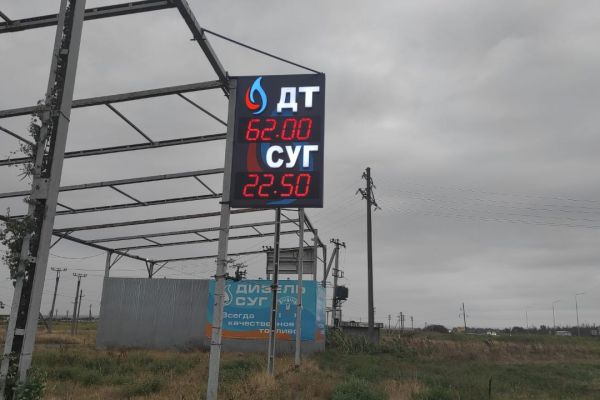 ДТ
62.00
СУГ
22.50
ДИЗЕЛЬ
СУГ
Всегда
качественное
топливо